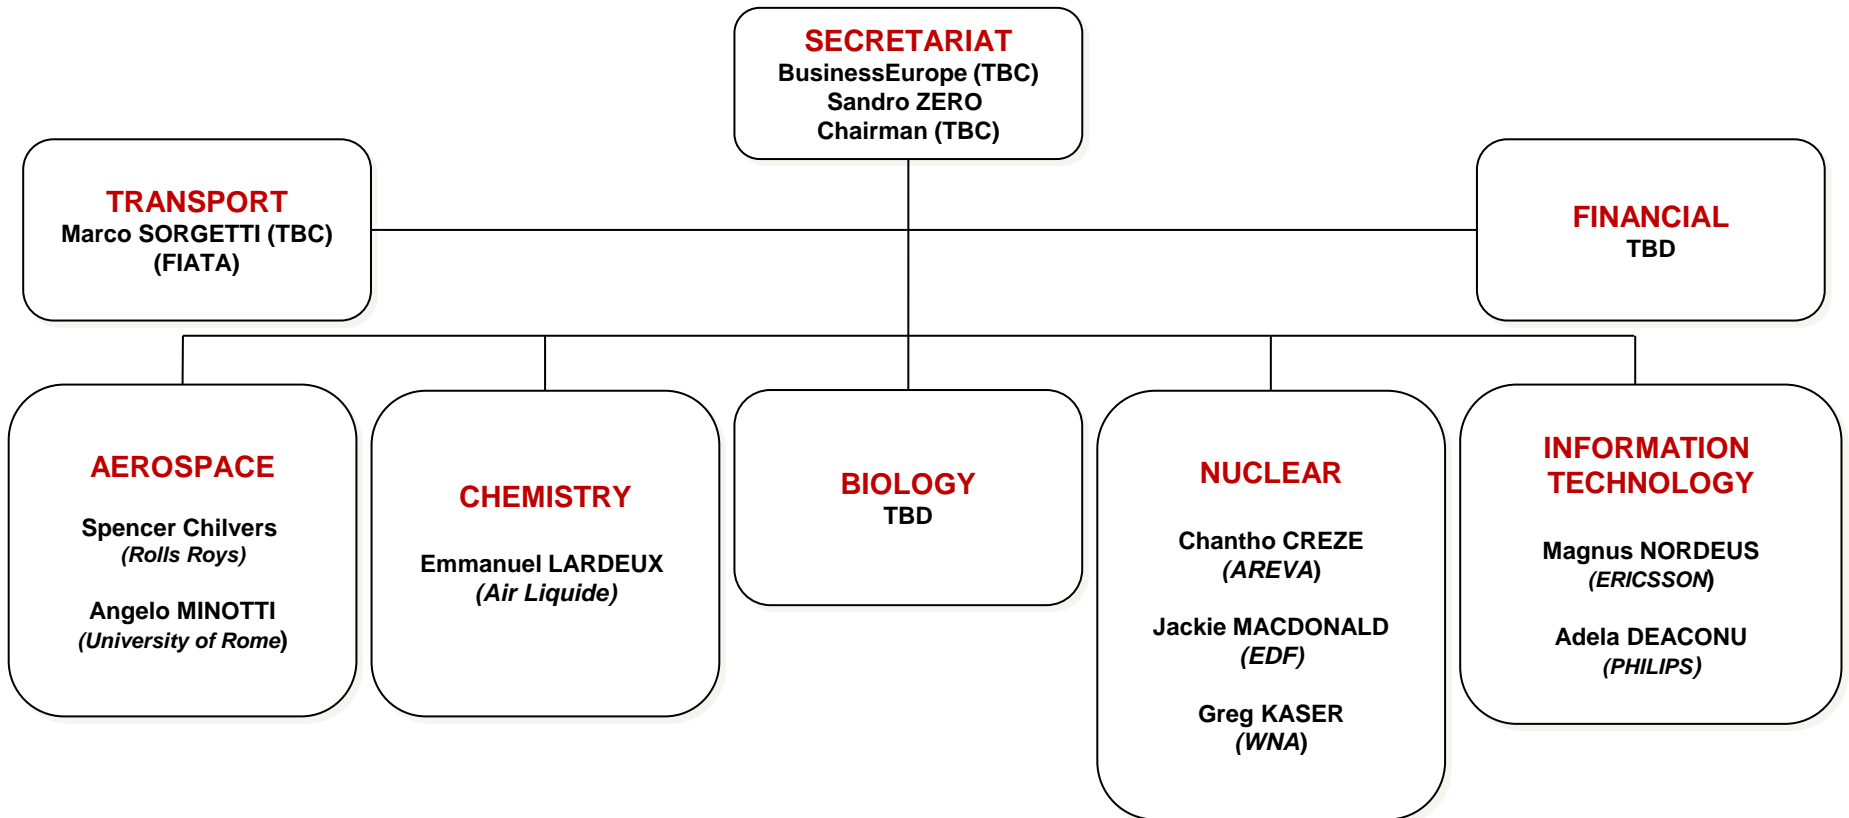 SECRETARIAT
BusinessEurope (TBC)
Sandro ZERO
Chairman (TBC)
TRANSPORT
Marco SORGETTI (TBC)
(FIATA)
FINANCIAL
TBD
AEROSPACE
Spencer Chilvers
(Rolls Roys)
Angelo MINOTTI
(University of Rome)
CHEMISTRY
Emmanuel LARDEUX
(Air Liquide)
BIOLOGY
TBD
NUCLEAR
Chantho CREZE
(AREVA)
Jackie MACDONALD
(EDF)
Greg KASER
(WNA)
INFORMATION
TECHNOLOGY
Magnus NORDEUS
(ERICSSON)
Adela DEACONU
(PHILIPS)